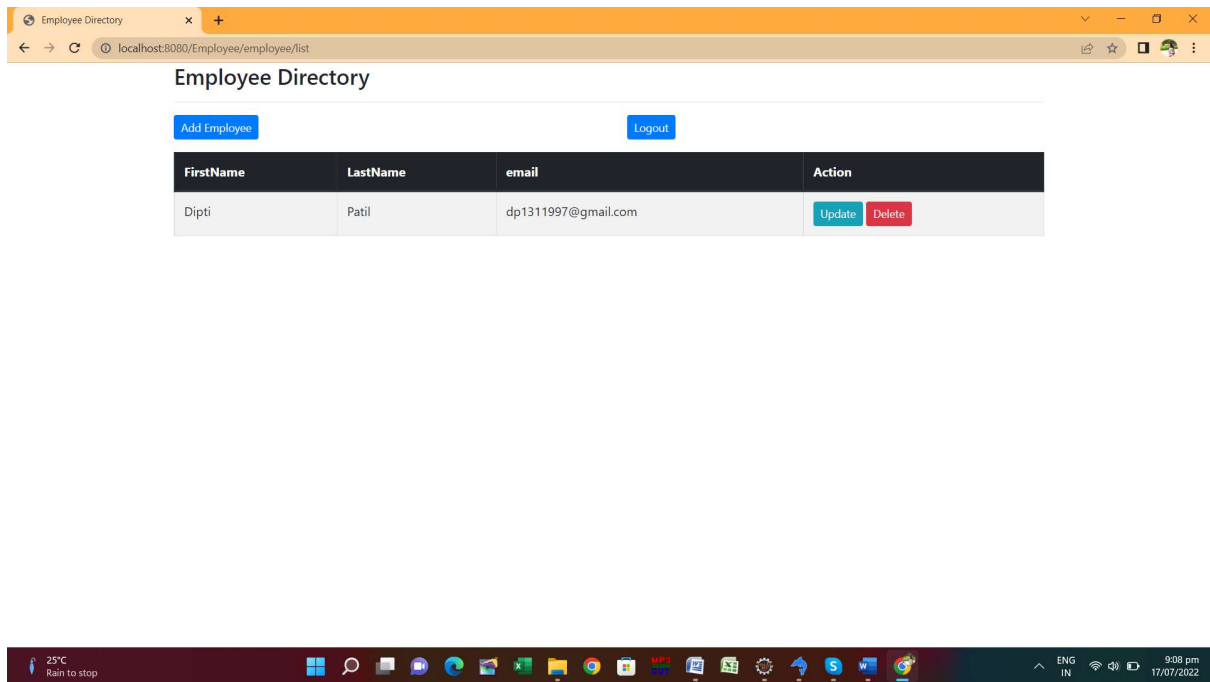 Employee Directory
localhost:8080/Employee/employee/list
Employee Directory
Add Employee Logout
FirstName LastName email Action
Dipti Patil dp1311997@gmail.com Update Delete
25°C
Rain to stop
MP3
ENG
IN
9:08 pm
17/07/2022